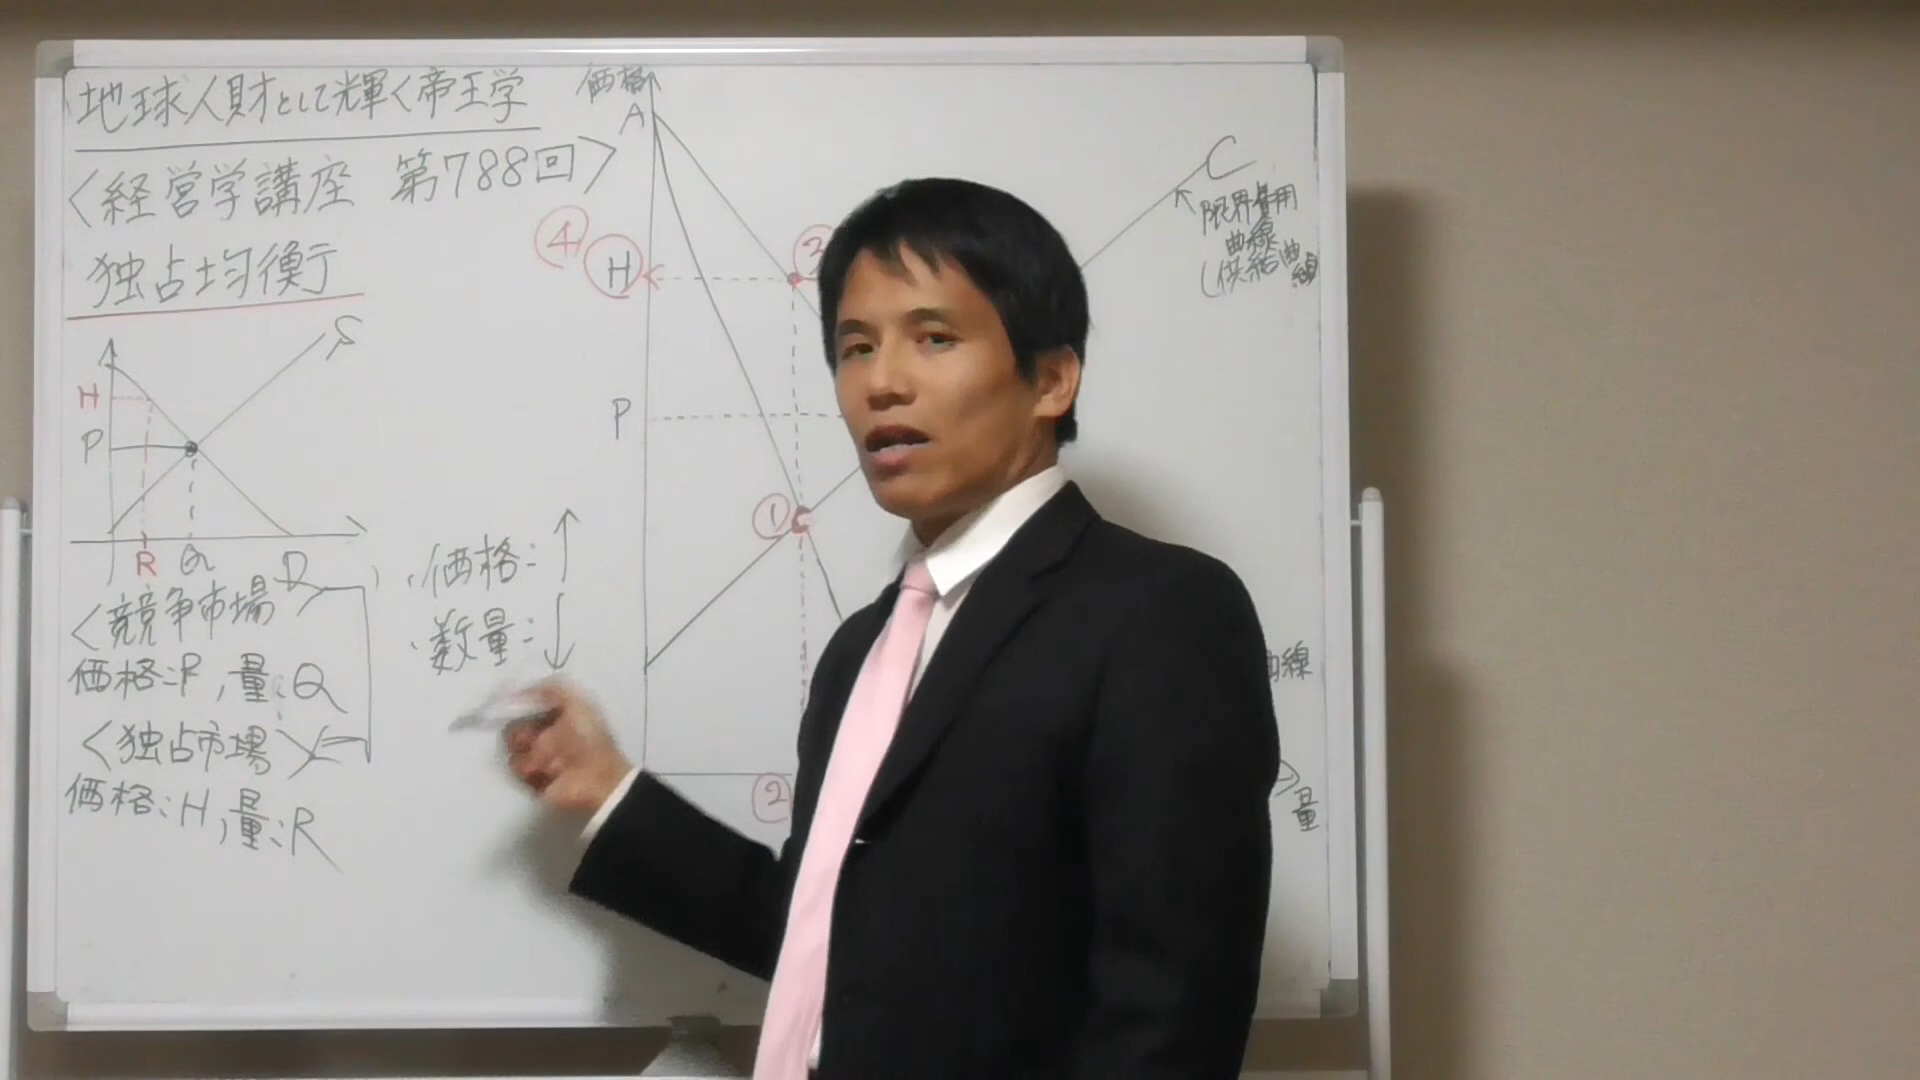 地球人財として輝く帝王学
<経営学講座 第788回>
独占均衡
S
H
P
R
Q
D
<競争市場>
価格:P,量:Q
<独占市場>
価格:H,量:R
・価格:↑
・数量:↓
価格
A
④
H
③
P
①
②
C
限界費用
曲線
(供給曲線
曲線
量